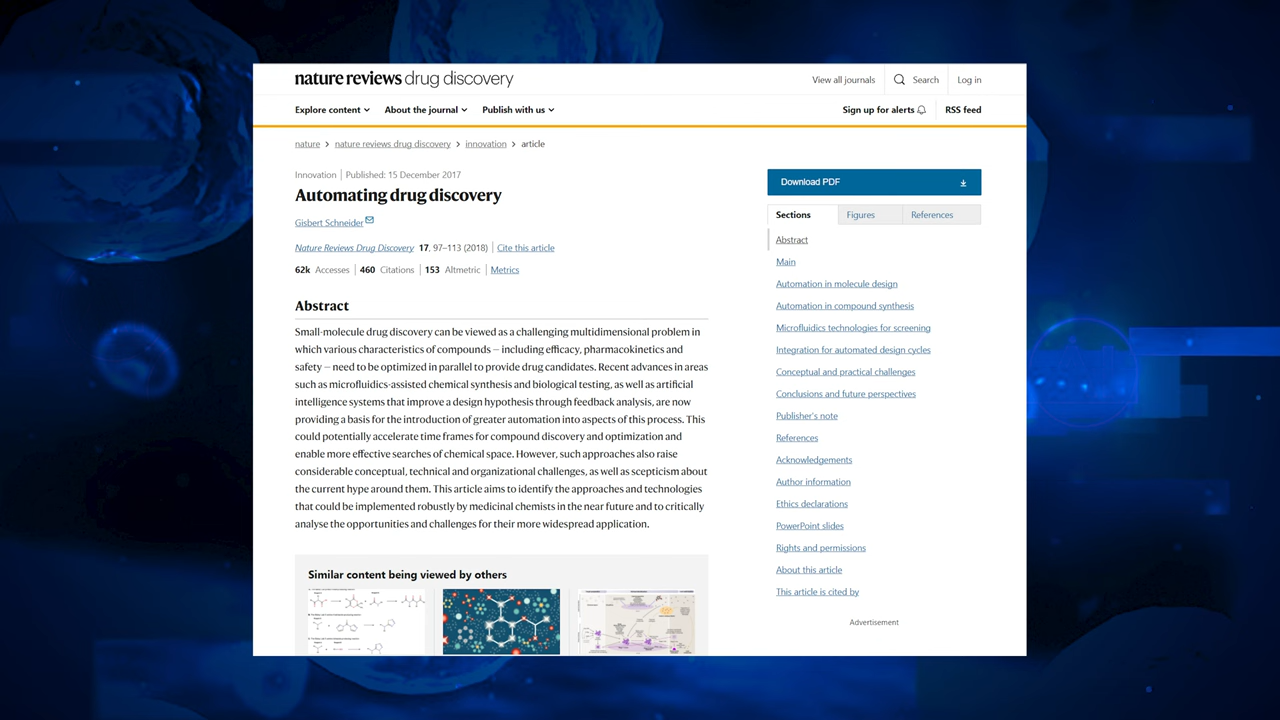 nature reviews drug discovery
View all journals
Search
Log in
Explore content
About the journal
Publish with us
Sign up for alerts
RSS feed
nature > nature reviews drug discovery > innovation > article
Innovation | Published: 15 December 2017
Automating drug discovery
Gisbert Schneider
Nature Reviews Drug Discovery 17, 97–113 (2018) | Cite this article
62k Accesses | 460 Citations | 153 Altmetric | Metrics
Abstract
Small-molecule drug discovery can be viewed as a challenging multidimensional problem in
which various characteristics of compounds — including efficacy, pharmacokinetics and
safety — need to be optimized in parallel to provide drug candidates. Recent advances in areas
such as microfluidics-assisted chemical synthesis and biological testing, as well as artificial
intelligence systems that improve a design hypothesis through feedback analysis, are now
providing a basis for the introduction of greater automation into aspects of this process. This
could potentially accelerate time frames for compound discovery and optimization and
enable more effective searches of chemical space. However, such approaches also raise
considerable conceptual, technical and organizational challenges, as well as scepticism about
the current hype around them. This article aims to identify the approaches and technologies
that could be implemented robustly by medicinal chemists in the near future and to critically
analyse the opportunities and challenges for their more widespread application.
Similar content being viewed by others
Download PDF
Sections
Figures
References
Abstract
Main
Automation in molecule design
Automation in compound synthesis
Microfluidics technologies for screening
Integration for automated design cycles
Conceptual and practical challenges
Conclusions and future perspectives
Publisher's note
References
Acknowledgements
Author information
Ethics declarations
PowerPoint slides
Rights and permissions
About this article
This article is cited by
Advertisement